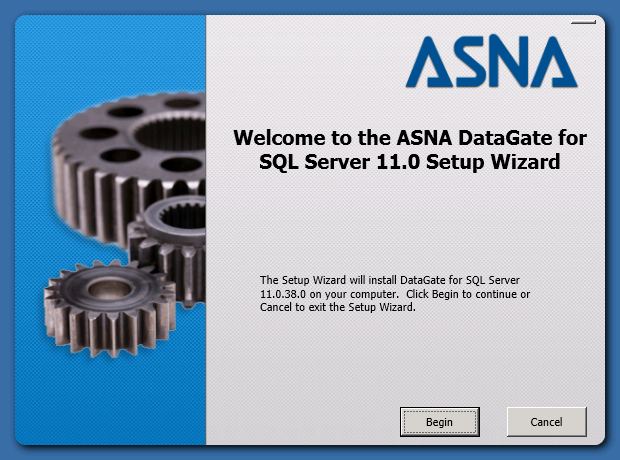 ASNA
Welcome to the ASNA DataGate for
SQL Server 11.0 Setup Wizard
The Setup Wizard will install DataGate for SQL Server
11.0.38.0 on your computer.  Click Begin to continue or
Cancel to exit the Setup Wizard.
Begin
Cancel